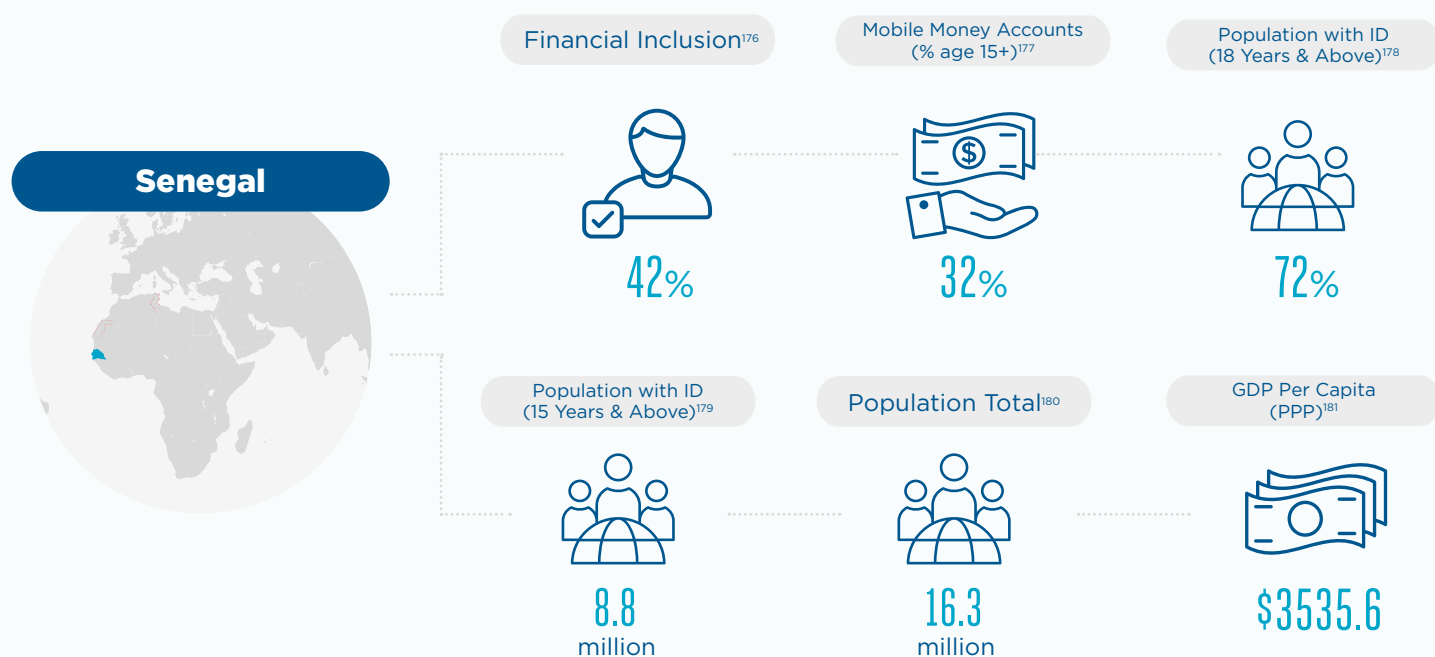 Senegal
Financial Inclusion176
42%
Mobile Money Accounts
(% age 15+)177
$
32%
Population with ID
(18 Years & Above)178
72%
Population with ID
(15 Years & Above)179
8.8
million
Population Total180
16.3
million
GDP Per Capita
(PPP)181
$3535.6